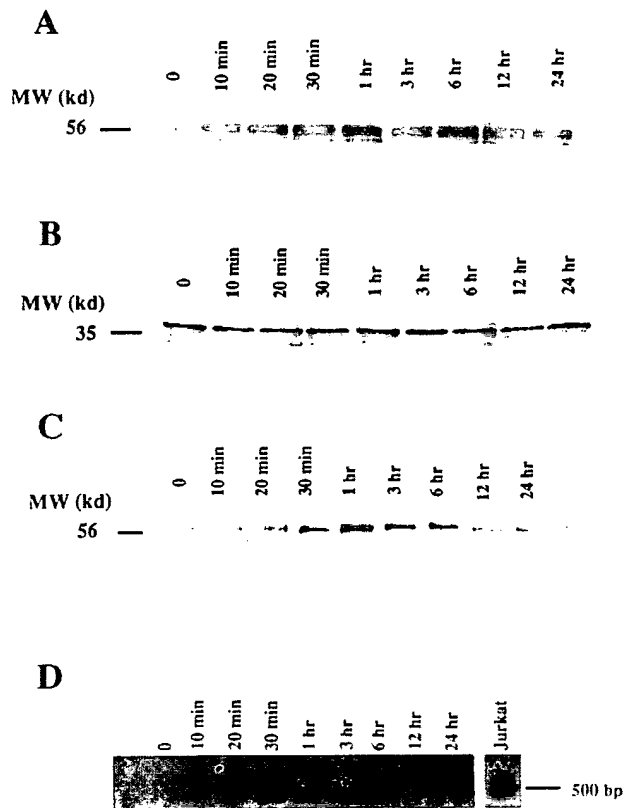 A
0 10 min 20 min 30 min 1 hr 3 hr 6 hr 12 hr 24 hr
MW (kd)
56
B
0 10 min 20 min 30 min 1 hr 3 hr 6 hr 12 hr 24 hr
MW (kd)
35
C
0 10 min 20 min 30 min 1 hr 3 hr 6 hr 12 hr 24 hr
MW (kd)
56
D
0 10 min 20 min 30 min 1 hr 3 hr 6 hr 12 hr 24 hr Jurkat
500 bp